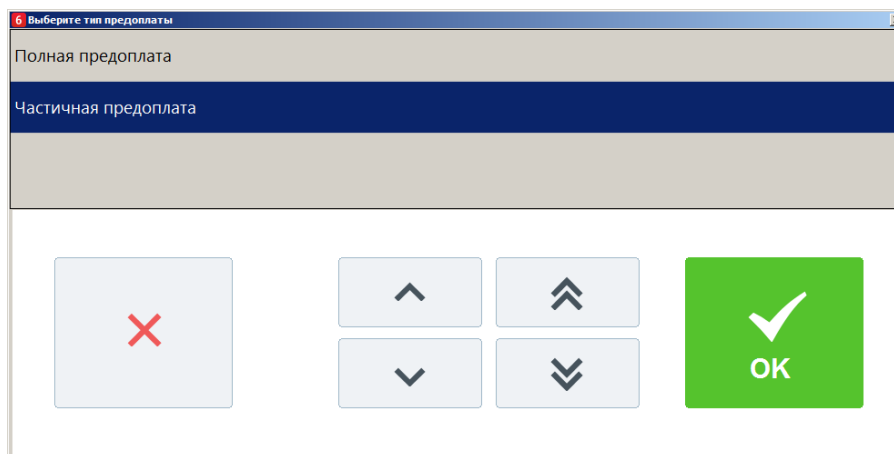 6 Выберите тип предоплаты
Полная предоплата
Частичная предоплата
OK